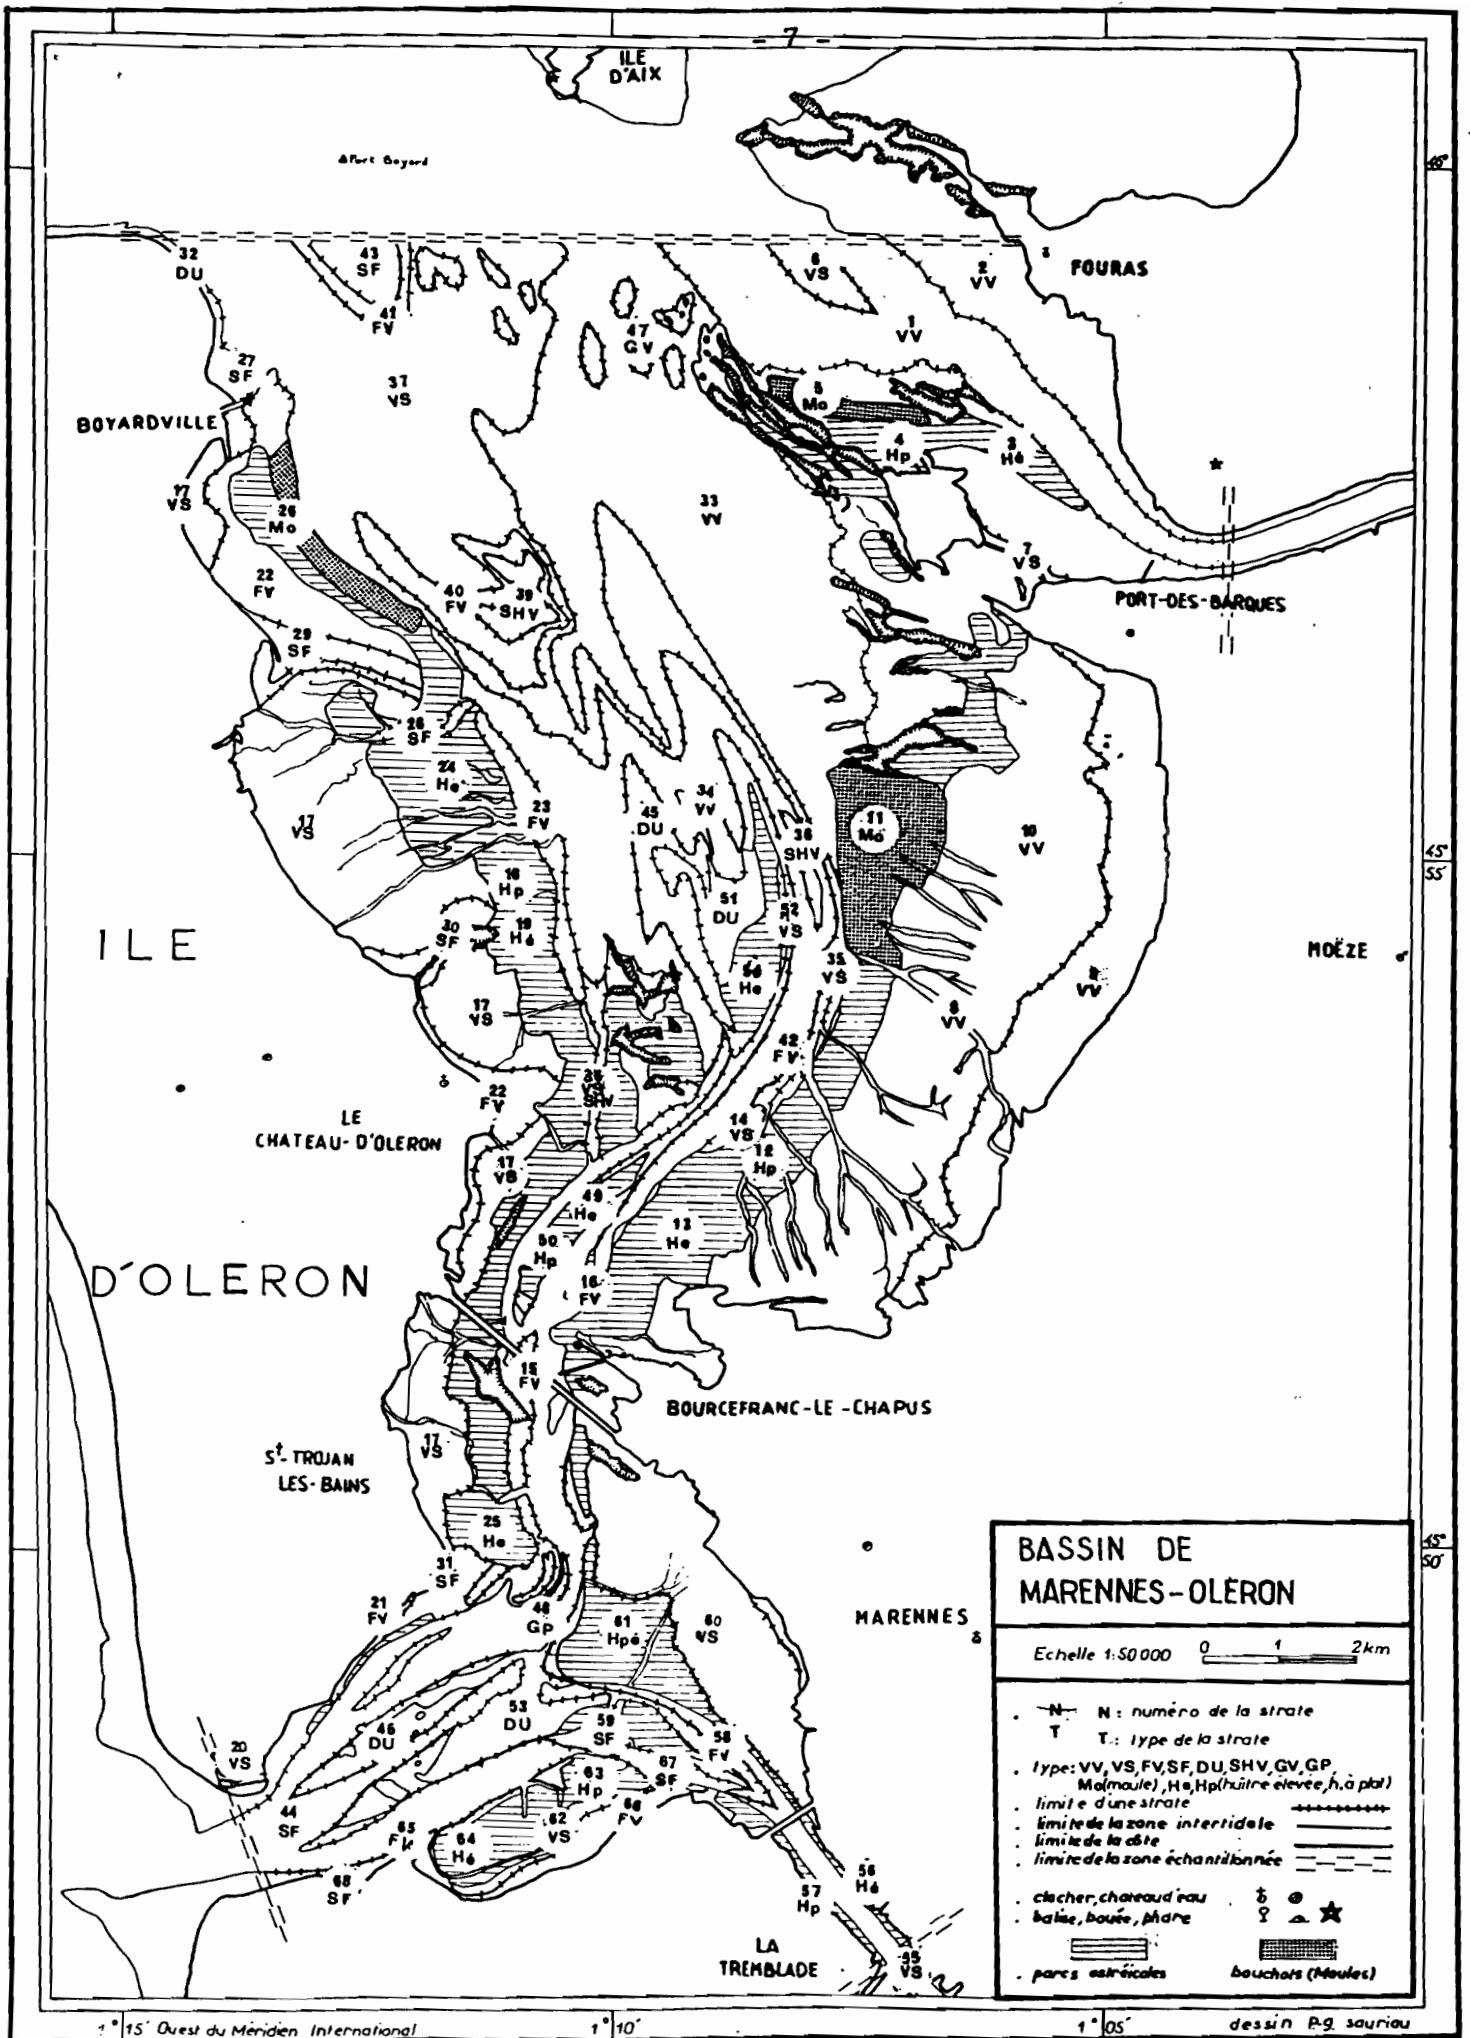 - 7 -
ILE
D'AIX
Fort Boyard
46°
32
DU
43
SF
6
VS
2
VV
FOURAS
41
FV
47
GV
1
VV
27
SF
37
VS
5
Mo
BOYARDVILLE
4
Hp
3
Hé
17
VS
26
Mo
33
VV
7
VS
22
FV
40
FV
39
SHV
PORT-DES-BARQUES
29
SF
26
SF
24
He
34
VV
23
FV
45
DU
11
Mo
17
VS
36
SHV
10
VV
45°
55'
18
Hp
51
DU
52
VS
19
Hé
30
SF
ILE
MOËZE
35
VS
He
VV
17
VS
8
VV
42
FV
22
FV
VS
SHV
LE
CHATEAU-D'OLERON
14
VS
12
Hp
17
VS
49
He
13
He
50
Hp
D'OLERON
16
FV
15
FV
BOURCEFRANC-LE-CHAPUS
17
VS
St-TROJAN
LES-BAINS
25
He
31
SF
21
FV
48
GP
61
Hpé
60
VS
MARENNES
53
DU
59
SF
46
DU
58
FV
20
VS
67
SF
63
Hp
66
FV
44
SF
62
VS
65
64
Hé
68
SF
56
Hé
57
Hp
55
VS
LA
TREMBLADE
45°
50'
BASSIN DE
MARENNES-OLERON
Echelle 1:50 000 0 1 2 km
. N N: numéro de la strate
T T.: type de la strate
. type: VV, VS, FV, SF, DU, SHV, GV, GP,
Mo(moule), He, Hp(huître élevée, h. à plat)
. limite d'une strate
. limite de la zone intertidale
. limite de la côte
. limite de la zone échantillonnée
. clocher, chateau d'eau
. balise, bouée, phare
. parcs ostréicoles bouchots (Moules)
1° 15' Ouest du Méridien International 1° 10' 1° 05' dessin P.g. sauriau